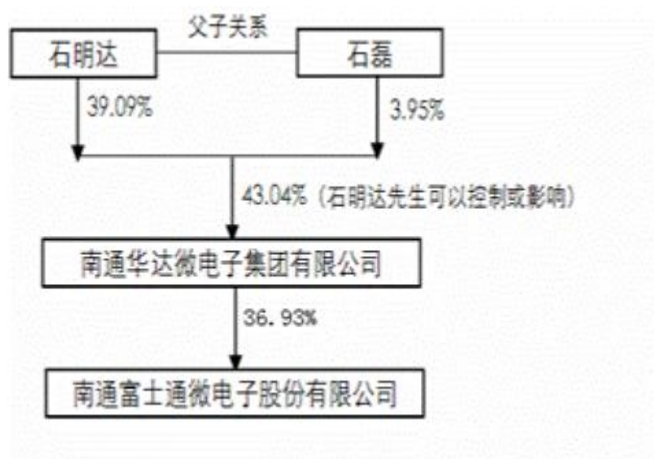 父子关系
石明达
石磊
39.09%
3.95%
43.04%（石明达先生可以控制或影响）
南通华达微电子集团有限公司
36.93%
南通富士通微电子股份有限公司